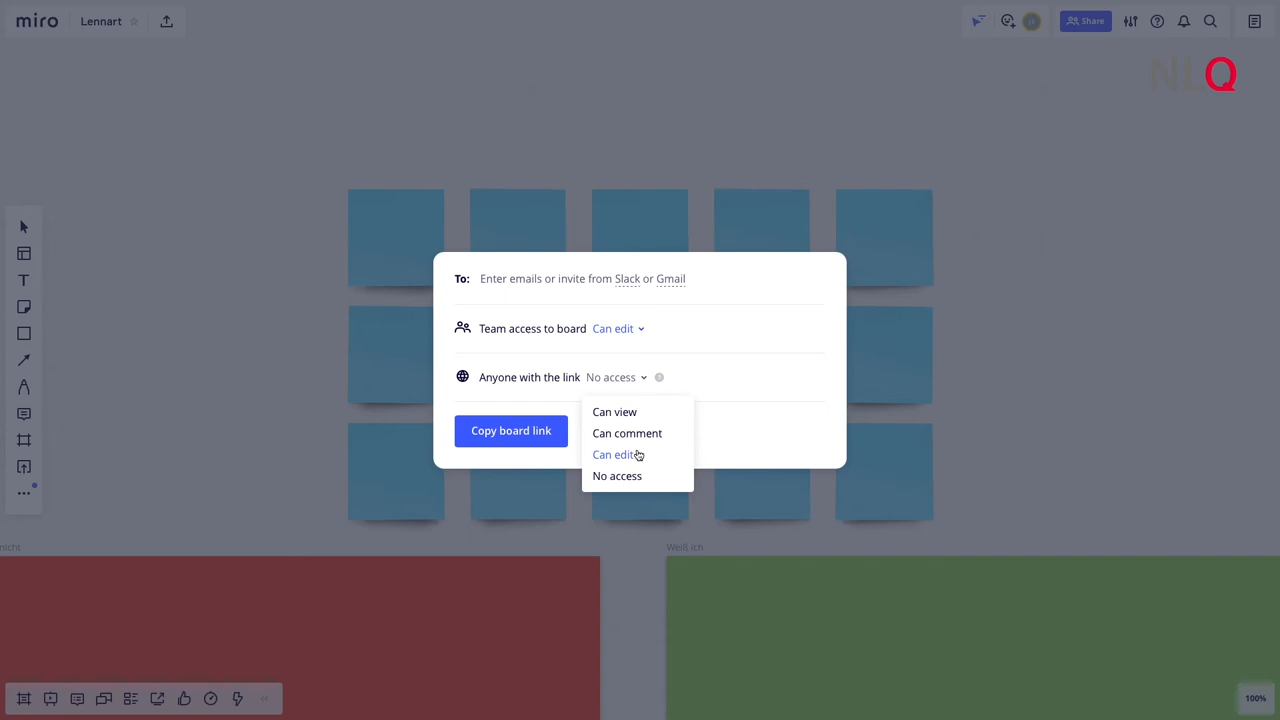 miro
Lennart
Share
NLQ
To: Enter emails or invite from Slack or Gmail
Team access to board Can edit
Anyone with the link No access
Can view
Can comment
Can edit
No access
Copy board link
nicht
Weiß ich
100%